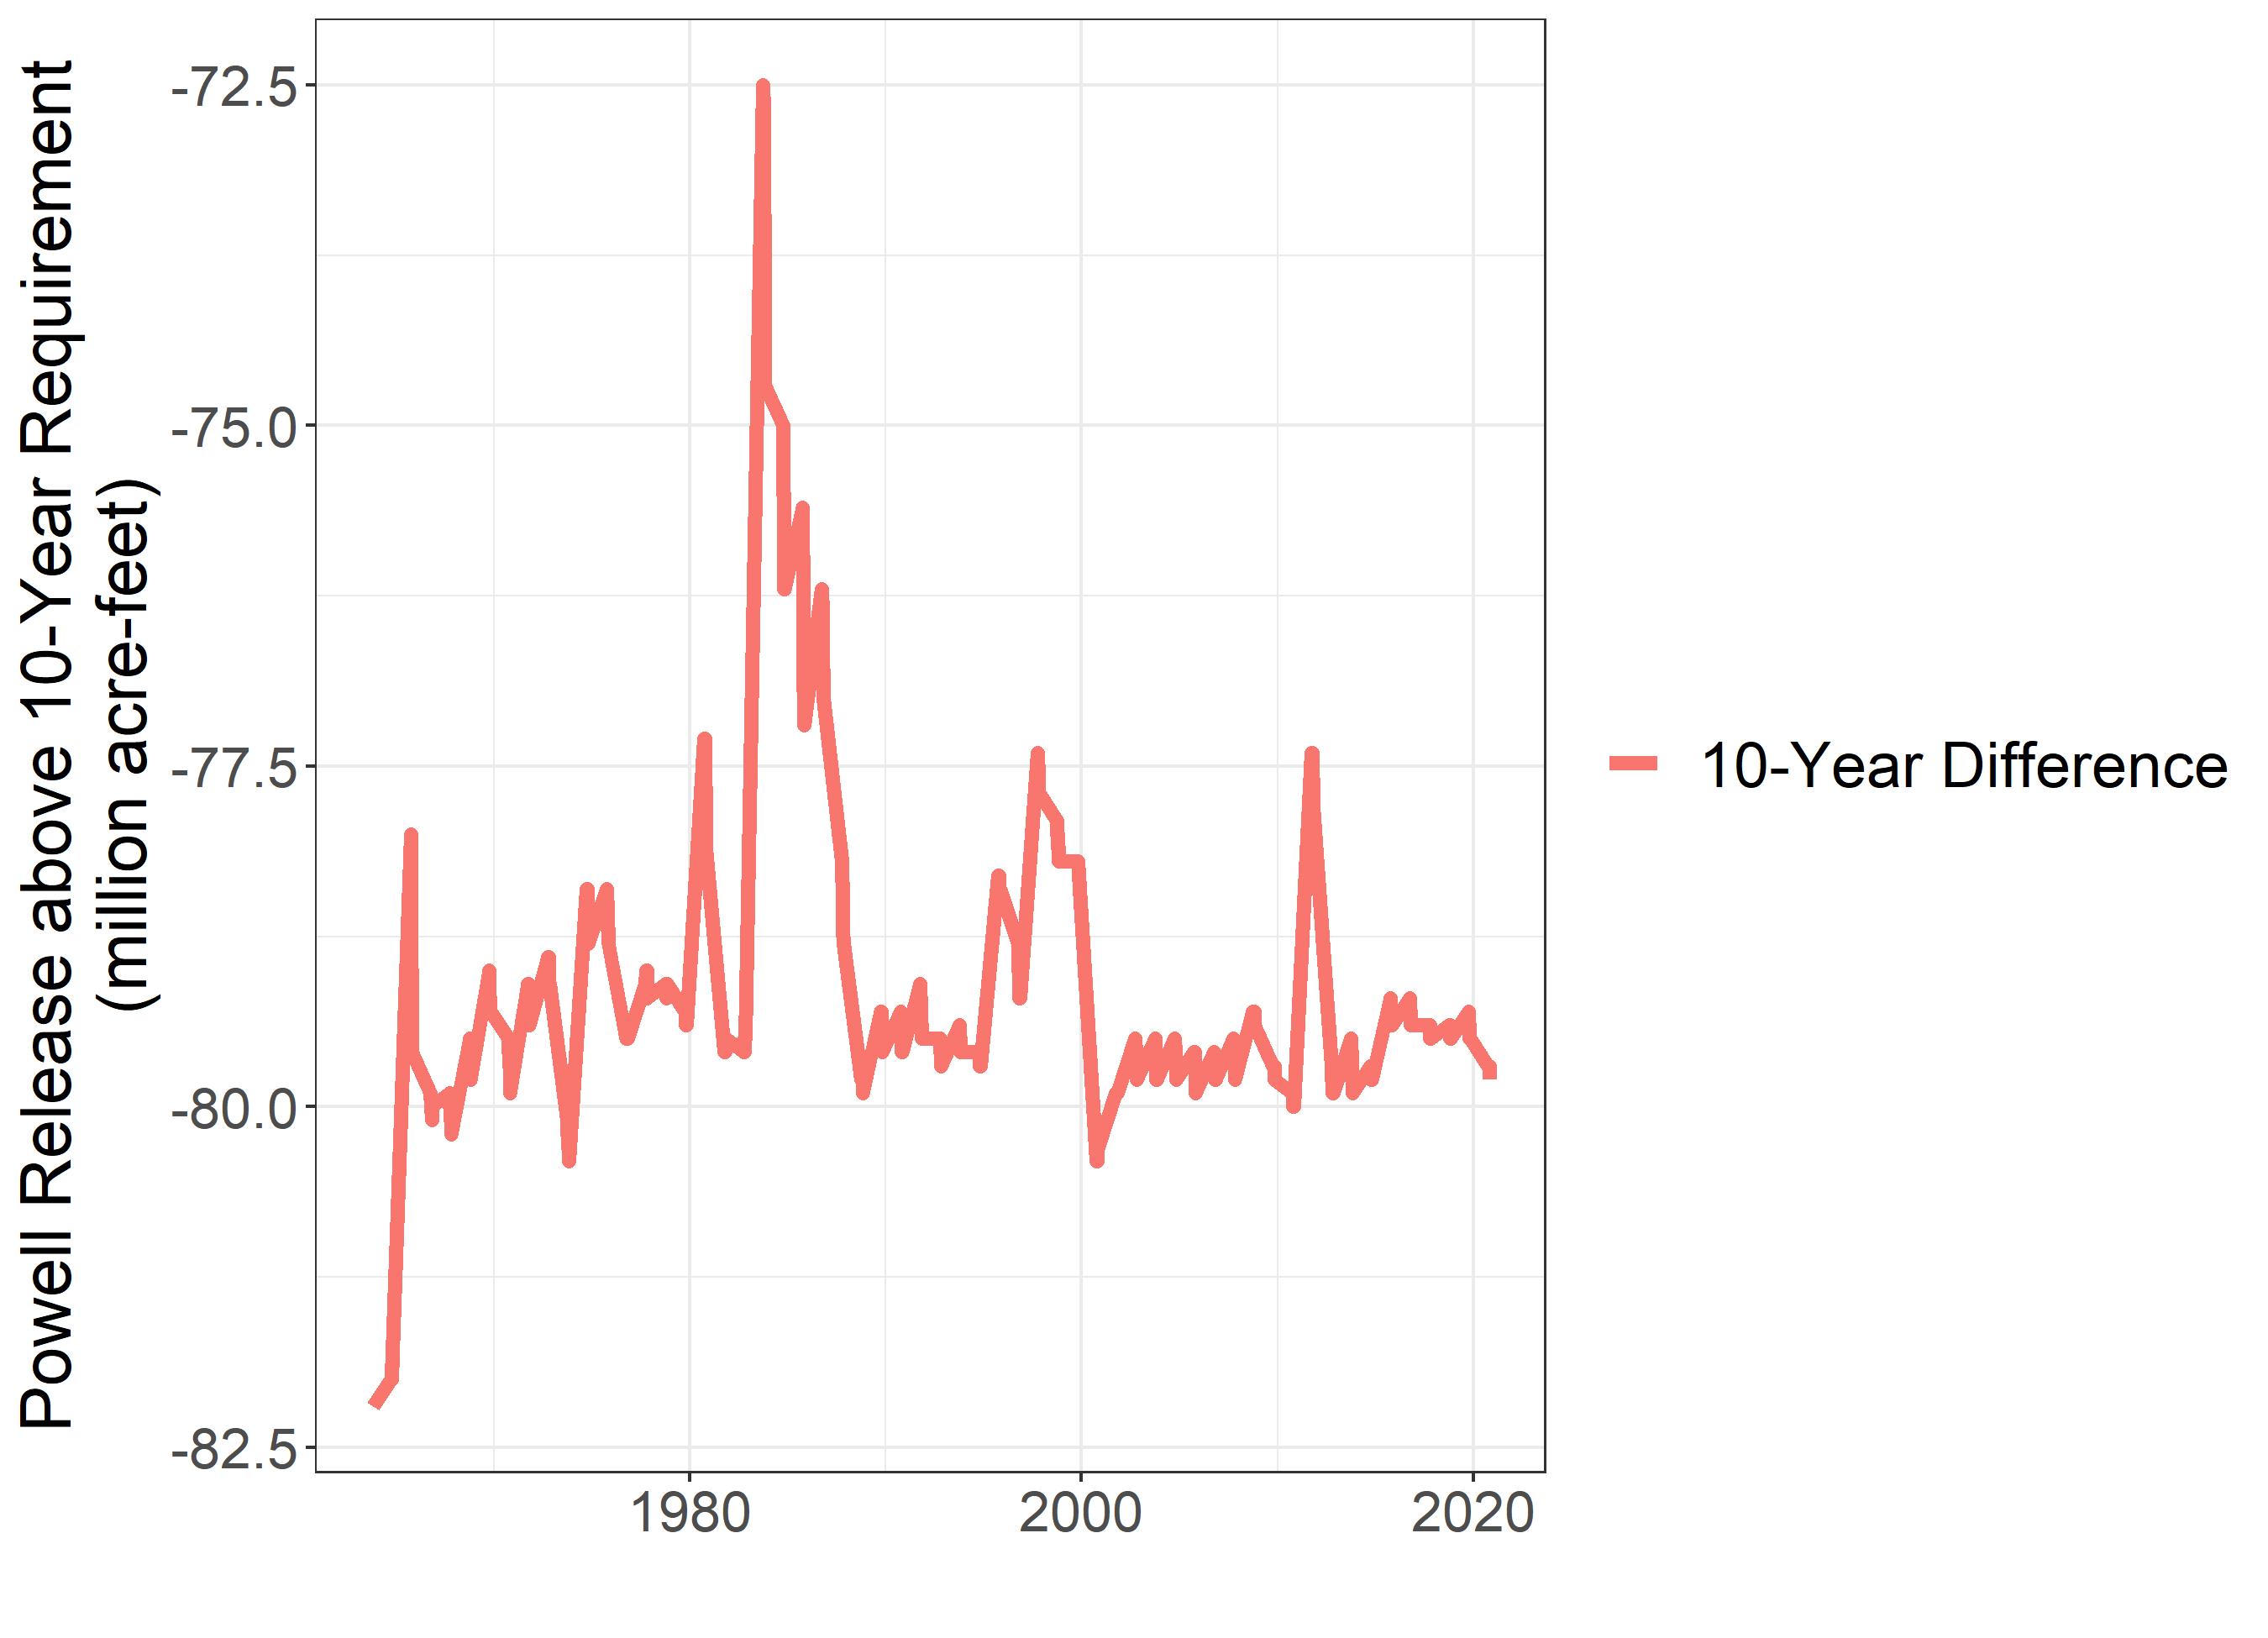 Powell Release above 10-Year Requirement
(million acre-feet)
-72.5
-75.0
-77.5
-80.0
-82.5
1980
2000
2020
10-Year Difference